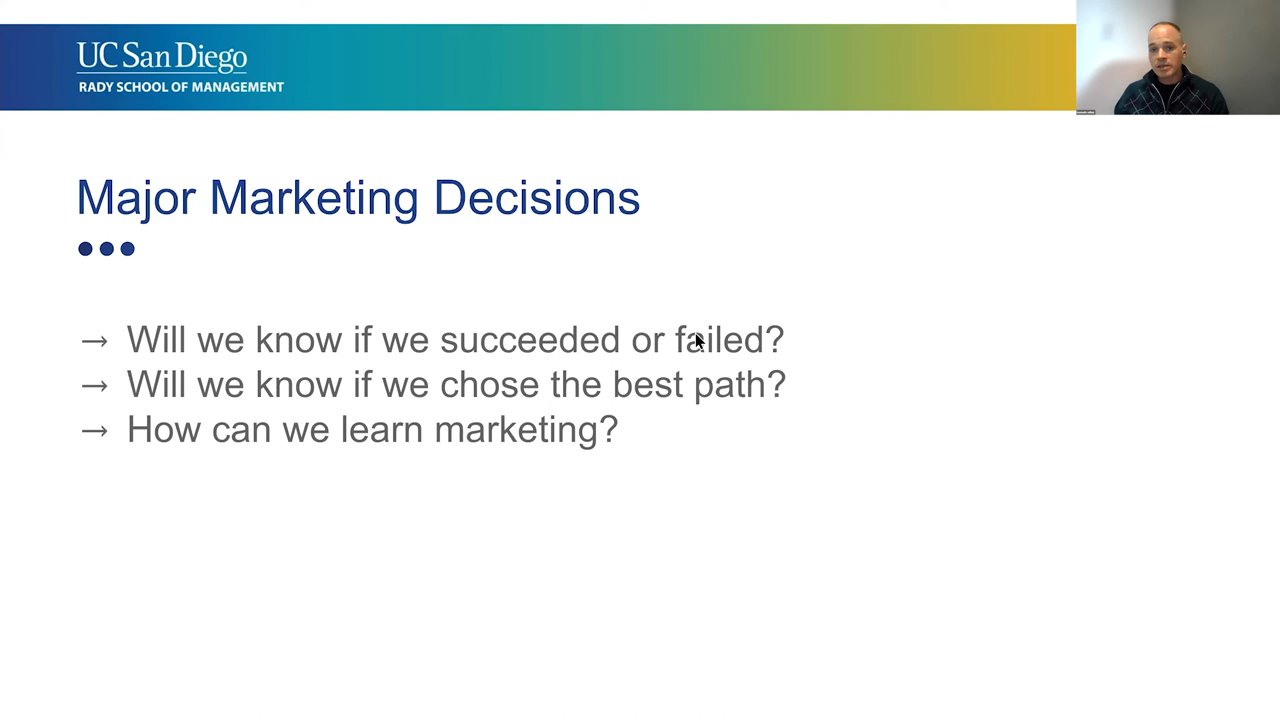 UC San Diego
RADY SCHOOL OF MANAGEMENT
Major Marketing Decisions
→ Will we know if we succeeded or failed?
→ Will we know if we chose the best path?
→ How can we learn marketing?